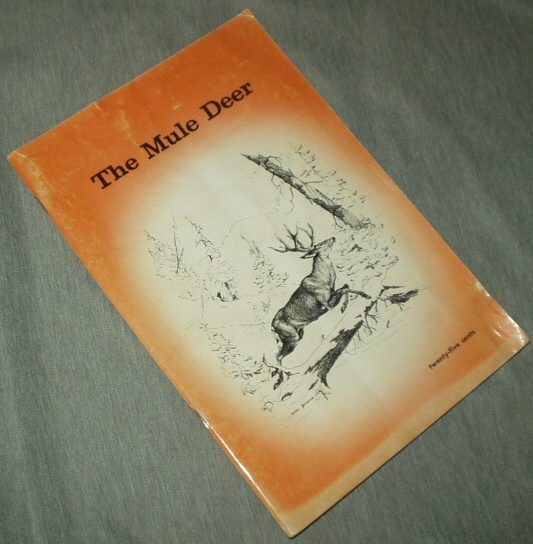 The Mule Deer
twenty-five cents